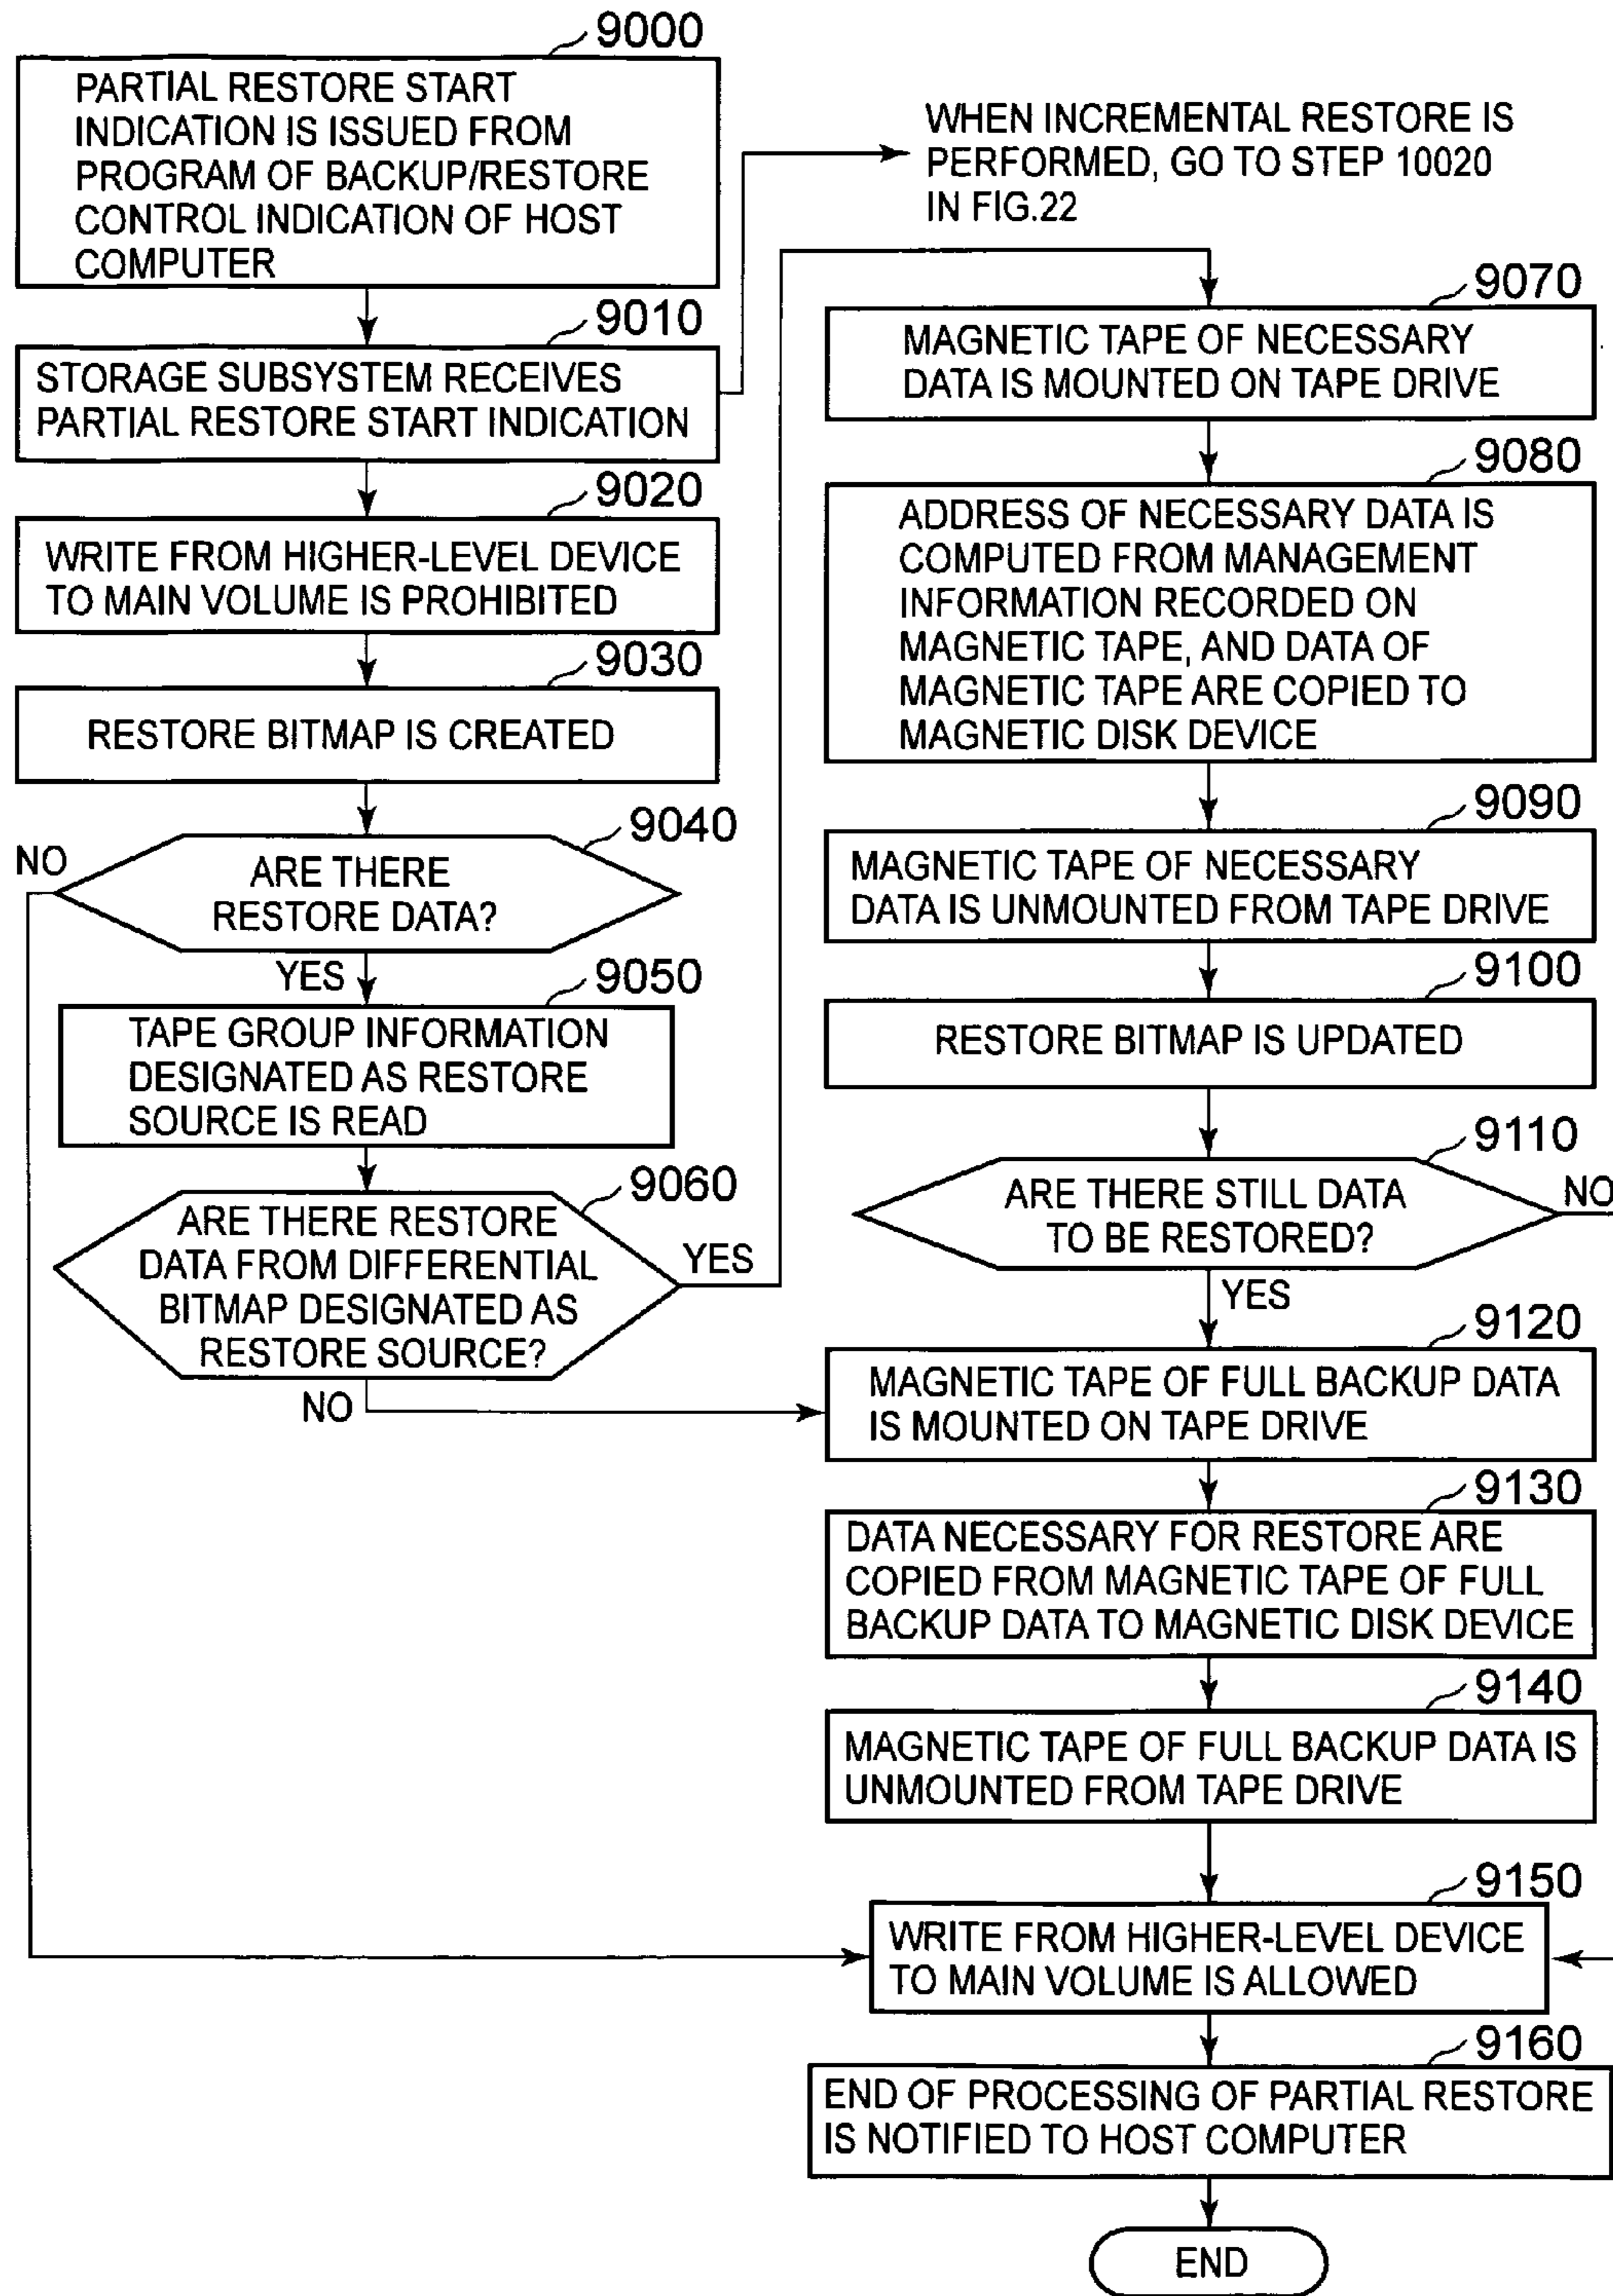 9000
PARTIAL RESTORE START
INDICATION IS ISSUED FROM
PROGRAM OF BACKUP/RESTORE
CONTROL INDICATION OF HOST
COMPUTER
WHEN INCREMENTAL RESTORE IS
PERFORMED, GO TO STEP 10020
IN FIG.22
9010
STORAGE SUBSYSTEM RECEIVES
PARTIAL RESTORE START INDICATION
9020
WRITE FROM HIGHER-LEVEL DEVICE
TO MAIN VOLUME IS PROHIBITED
9030
RESTORE BITMAP IS CREATED
9040
NO
ARE THERE
RESTORE DATA?
YES
9050
TAPE GROUP INFORMATION
DESIGNATED AS RESTORE
SOURCE IS READ
9060
ARE THERE RESTORE
DATA FROM DIFFERENTIAL
BITMAP DESIGNATED AS
RESTORE SOURCE?
YES
NO
9070
MAGNETIC TAPE OF NECESSARY
DATA IS MOUNTED ON TAPE DRIVE
9080
ADDRESS OF NECESSARY DATA IS
COMPUTED FROM MANAGEMENT
INFORMATION RECORDED ON
MAGNETIC TAPE, AND DATA OF
MAGNETIC TAPE ARE COPIED TO
MAGNETIC DISK DEVICE
9090
MAGNETIC TAPE OF NECESSARY
DATA IS UNMOUNTED FROM TAPE DRIVE
9100
RESTORE BITMAP IS UPDATED
9110
ARE THERE STILL DATA
TO BE RESTORED?
NO
YES
9120
MAGNETIC TAPE OF FULL BACKUP DATA
IS MOUNTED ON TAPE DRIVE
9130
DATA NECESSARY FOR RESTORE ARE
COPIED FROM MAGNETIC TAPE OF FULL
BACKUP DATA TO MAGNETIC DISK DEVICE
9140
MAGNETIC TAPE OF FULL BACKUP DATA IS
UNMOUNTED FROM TAPE DRIVE
9150
WRITE FROM HIGHER-LEVEL DEVICE
TO MAIN VOLUME IS ALLOWED
9160
END OF PROCESSING OF PARTIAL RESTORE
IS NOTIFIED TO HOST COMPUTER
END